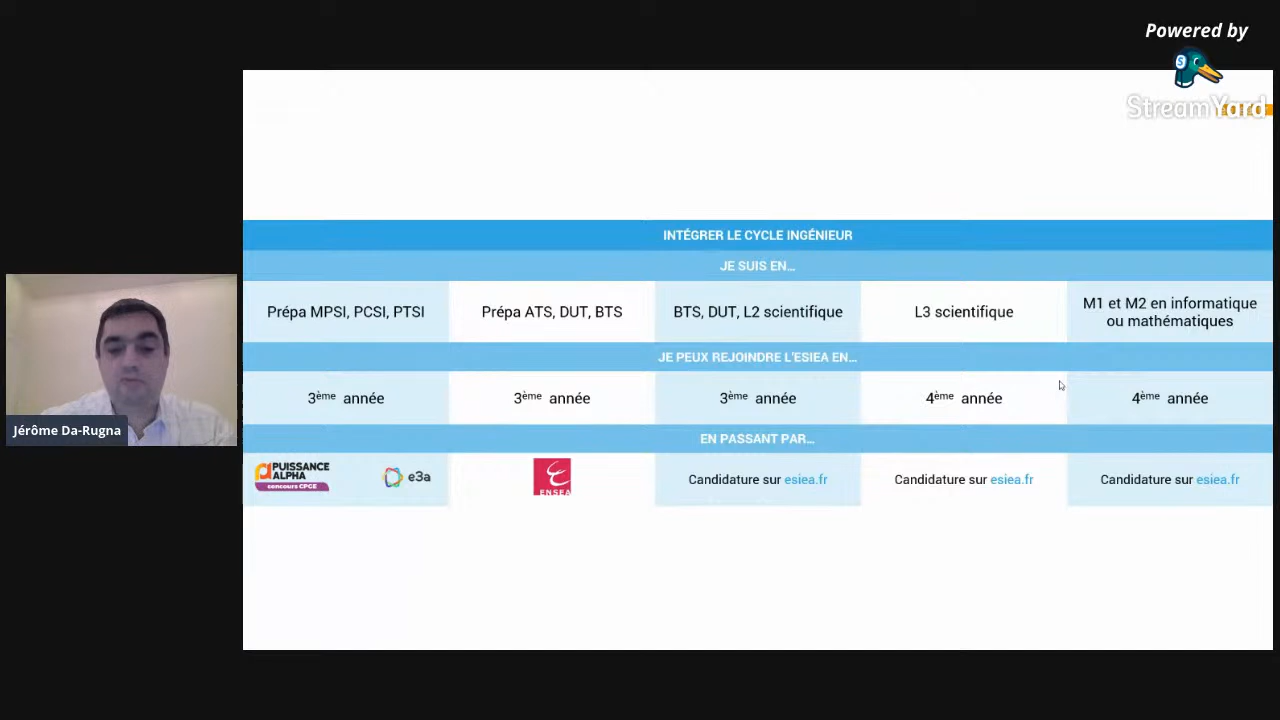 Powered by
StreamYard
INTÉGRER LE CYCLE INGÉNIEUR
JE SUIS EN…
Prépa MPSI, PCSI, PTSI
Prépa ATS, DUT, BTS
BTS, DUT, L2 scientifique
L3 scientifique
M1 et M2 en informatique
ou mathématiques
JE PEUX REJOINDRE L'ESIEA EN…
3ème année
3ème année
3ème année
4ème année
4ème année
EN PASSANT PAR…
PUISSANCE
ALPHA
concours CPGE
e3a
ENSEA
Candidature sur esiea.fr
Candidature sur esiea.fr
Candidature sur esiea.fr
Jérôme Da-Rugna